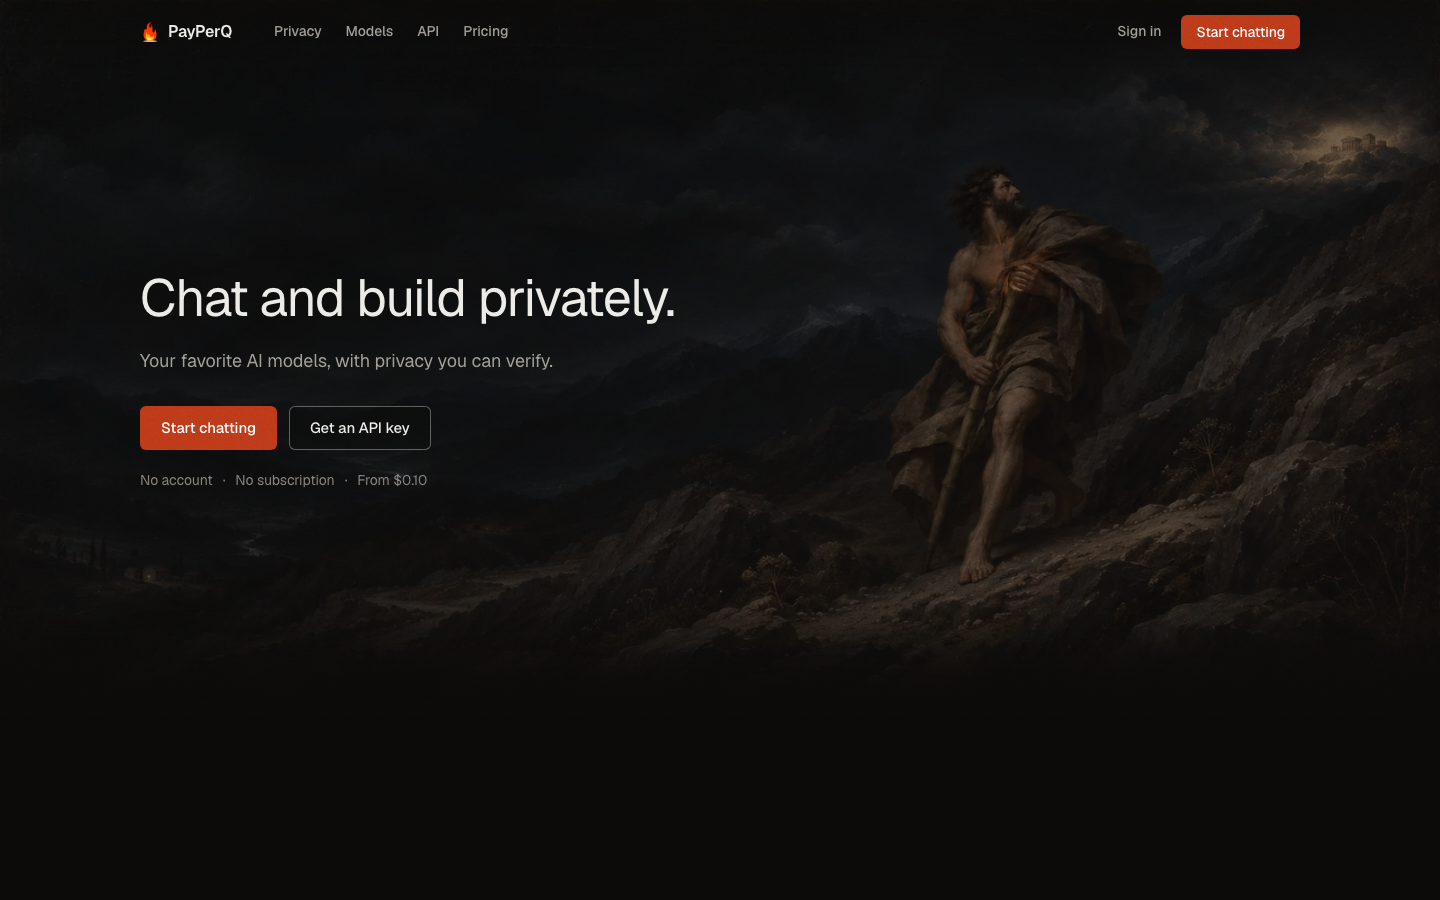 PayPerQ Privacy Models API Pricing Sign in Start chatting
Chat and build privately.
Your favorite AI models, with privacy you can verify.
Start chatting Get an API key
No account · No subscription · From $0.10